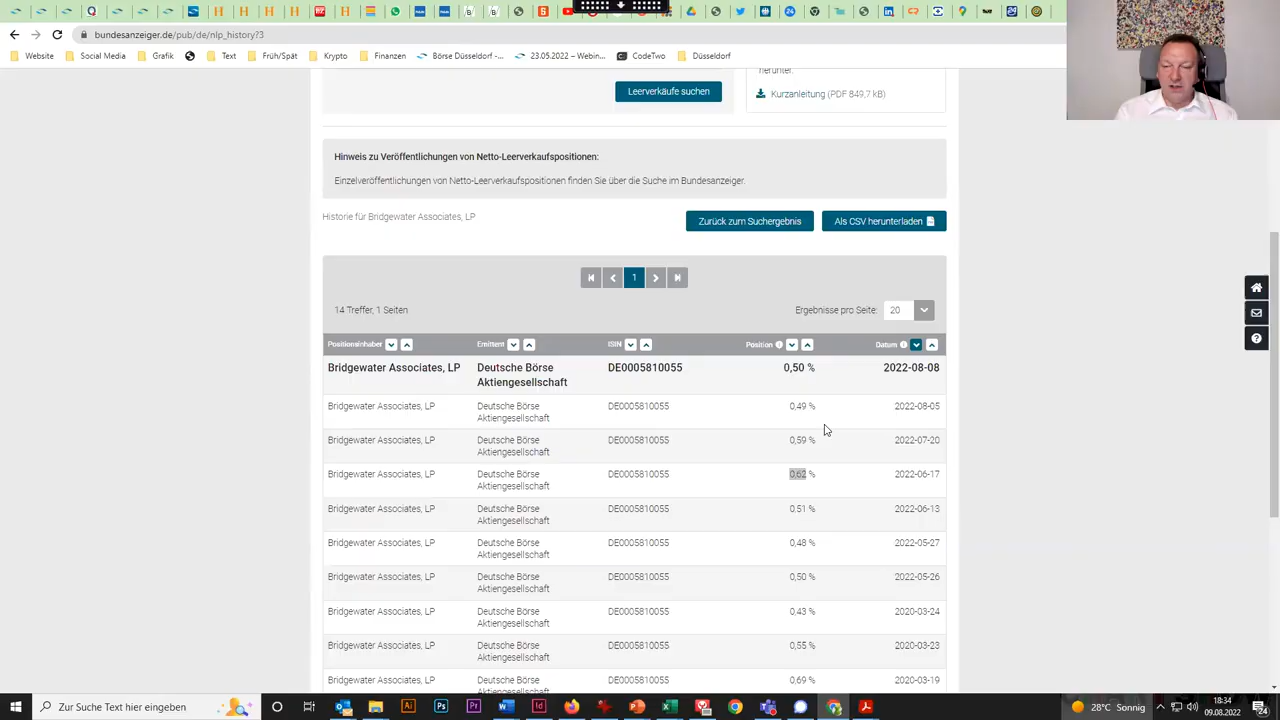 bundesanzeiger.de/pub/de/nlp_history?3
Website Social Media Grafik Text Früh/Spät Krypto Finanzen Börse Düsseldorf -... 23.05.2022 – Webin... CodeTwo Düsseldorf
herunter.
Leerverkäufe suchen
Kurzanleitung (PDF 849,7 kB)
Hinweis zu Veröffentlichungen von Netto-Leerverkaufspositionen:
Einzelveröffentlichungen von Netto-Leerverkaufspositionen finden Sie über die Suche im Bundesanzeiger.
Historie für Bridgewater Associates, LP
Zurück zum Suchergebnis Als CSV herunterladen
1
14 Treffer, 1 Seiten Ergebnisse pro Seite: 20
Positionsinhaber Emittent ISIN Position Datum
Bridgewater Associates, LP Deutsche Börse DE0005810055 0,50 % 2022-08-08
Aktiengesellschaft
Bridgewater Associates, LP Deutsche Börse DE0005810055 0,49 % 2022-08-05
Aktiengesellschaft
Bridgewater Associates, LP Deutsche Börse DE0005810055 0,59 % 2022-07-20
Aktiengesellschaft
Bridgewater Associates, LP Deutsche Börse DE0005810055 0,62 % 2022-06-17
Aktiengesellschaft
Bridgewater Associates, LP Deutsche Börse DE0005810055 0,51 % 2022-06-13
Aktiengesellschaft
Bridgewater Associates, LP Deutsche Börse DE0005810055 0,48 % 2022-05-27
Aktiengesellschaft
Bridgewater Associates, LP Deutsche Börse DE0005810055 0,50 % 2022-05-26
Aktiengesellschaft
Bridgewater Associates, LP Deutsche Börse DE0005810055 0,43 % 2020-03-24
Aktiengesellschaft
Bridgewater Associates, LP Deutsche Börse DE0005810055 0,55 % 2020-03-23
Aktiengesellschaft
Bridgewater Associates, LP Deutsche Börse DE0005810055 0,69 % 2020-03-19
Aktiengesellschaft
Zur Suche Text hier eingeben 28°C Sonnig 18:34
09.08.2022